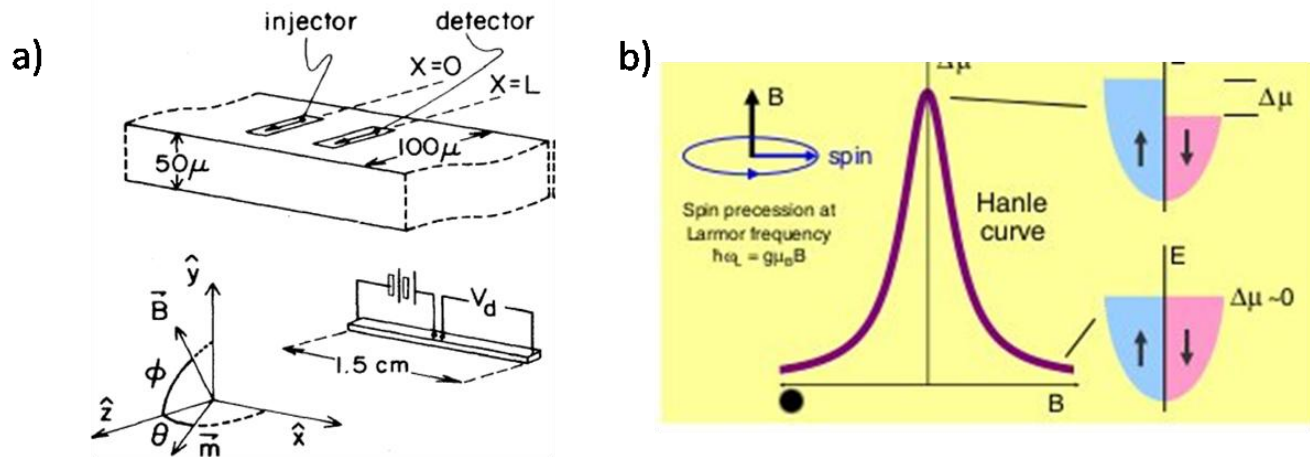 a)
injector
detector
X=O
X=L
50μ
100μ
ŷ
B⃗
ϕ
ẑ
θ
m⃗
x̂
V_d
1.5 cm
b)
Δμ
B
spin
Spin precession at
Larmor frequency
ħω_L = gμ_BB
Hanle
curve
B
E
Δμ
↑ ↓
E
Δμ ~0
↑ ↓